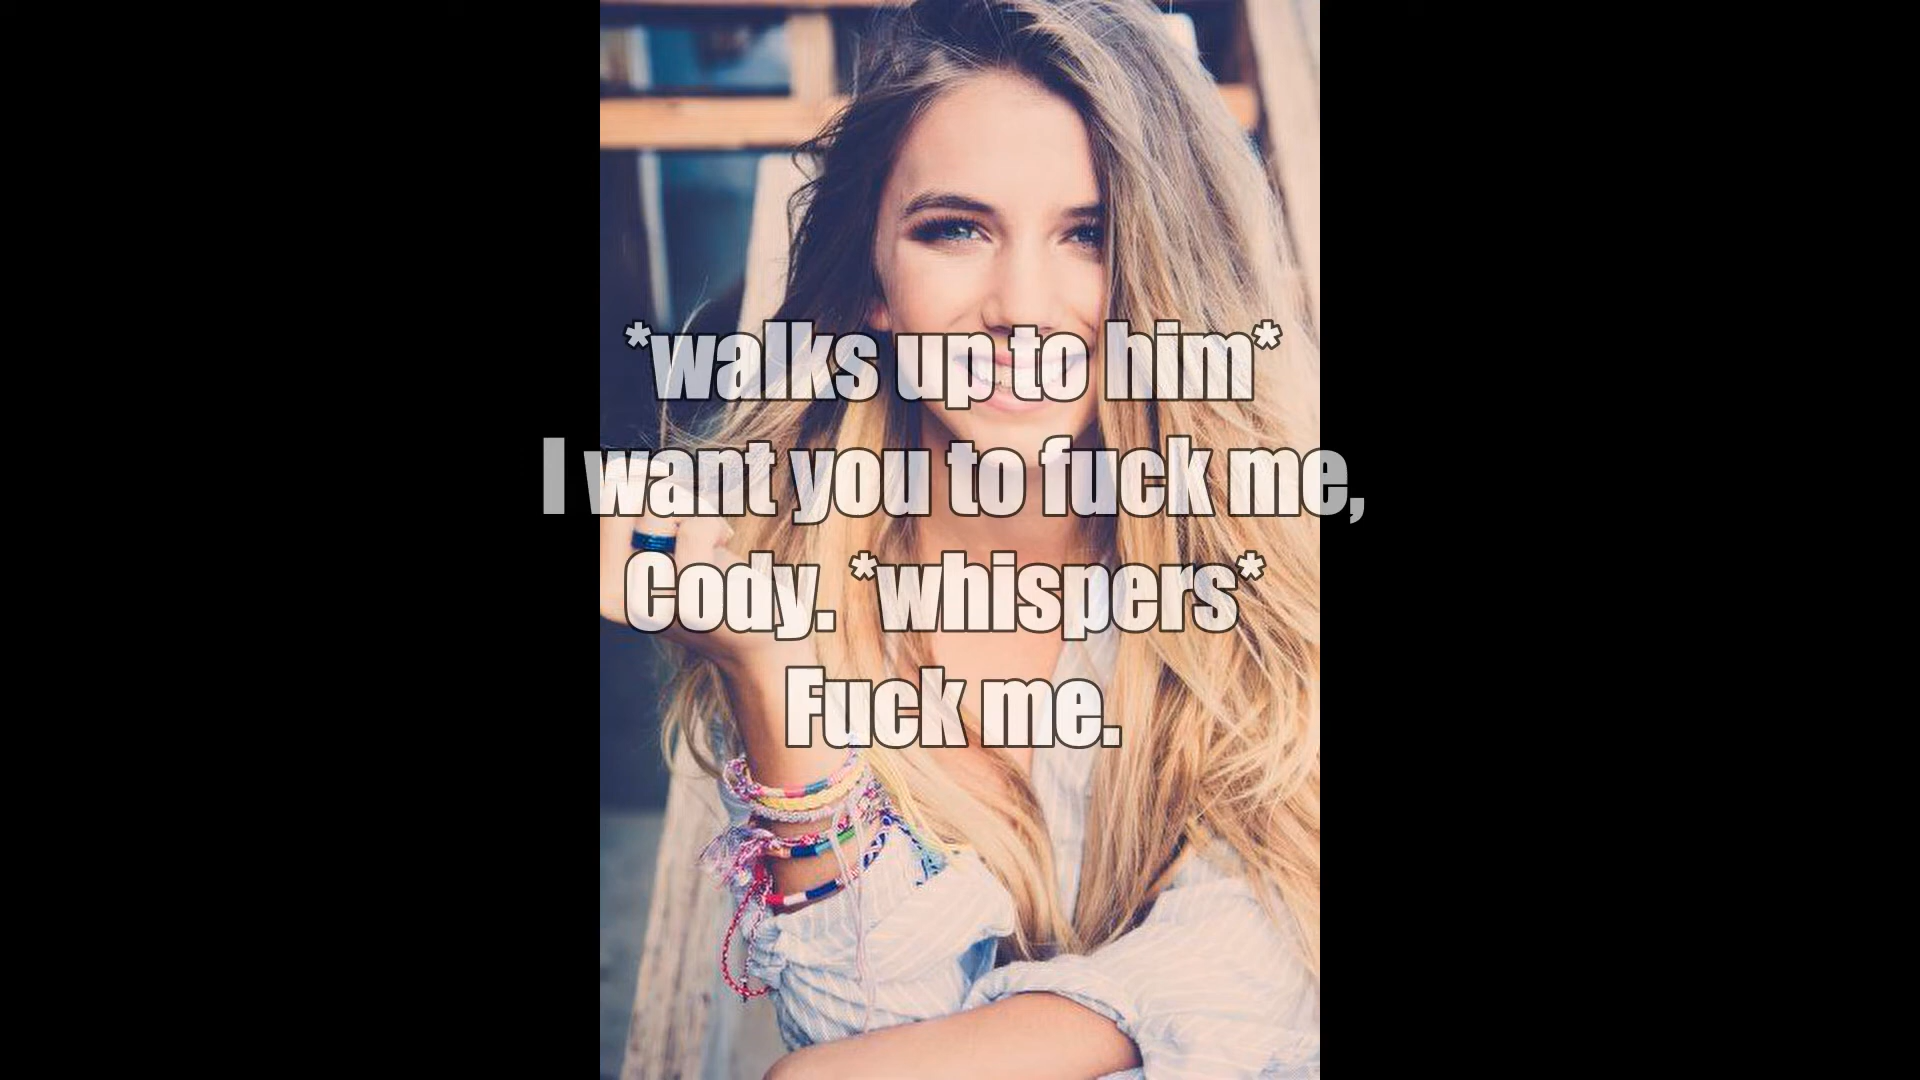 *walks up to him*
I want you to fuck me,
Cody. *whispers*
Fuck me.